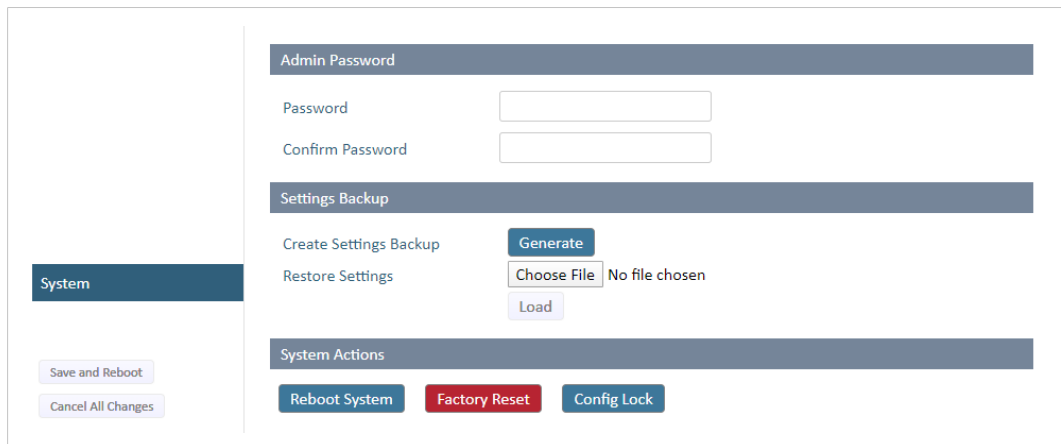 Admin Password
Password
Confirm Password
Settings Backup
Create Settings Backup Generate
Restore Settings Choose File No file chosen
Load
System
System Actions
Reboot System Factory Reset Config Lock
Save and Reboot
Cancel All Changes